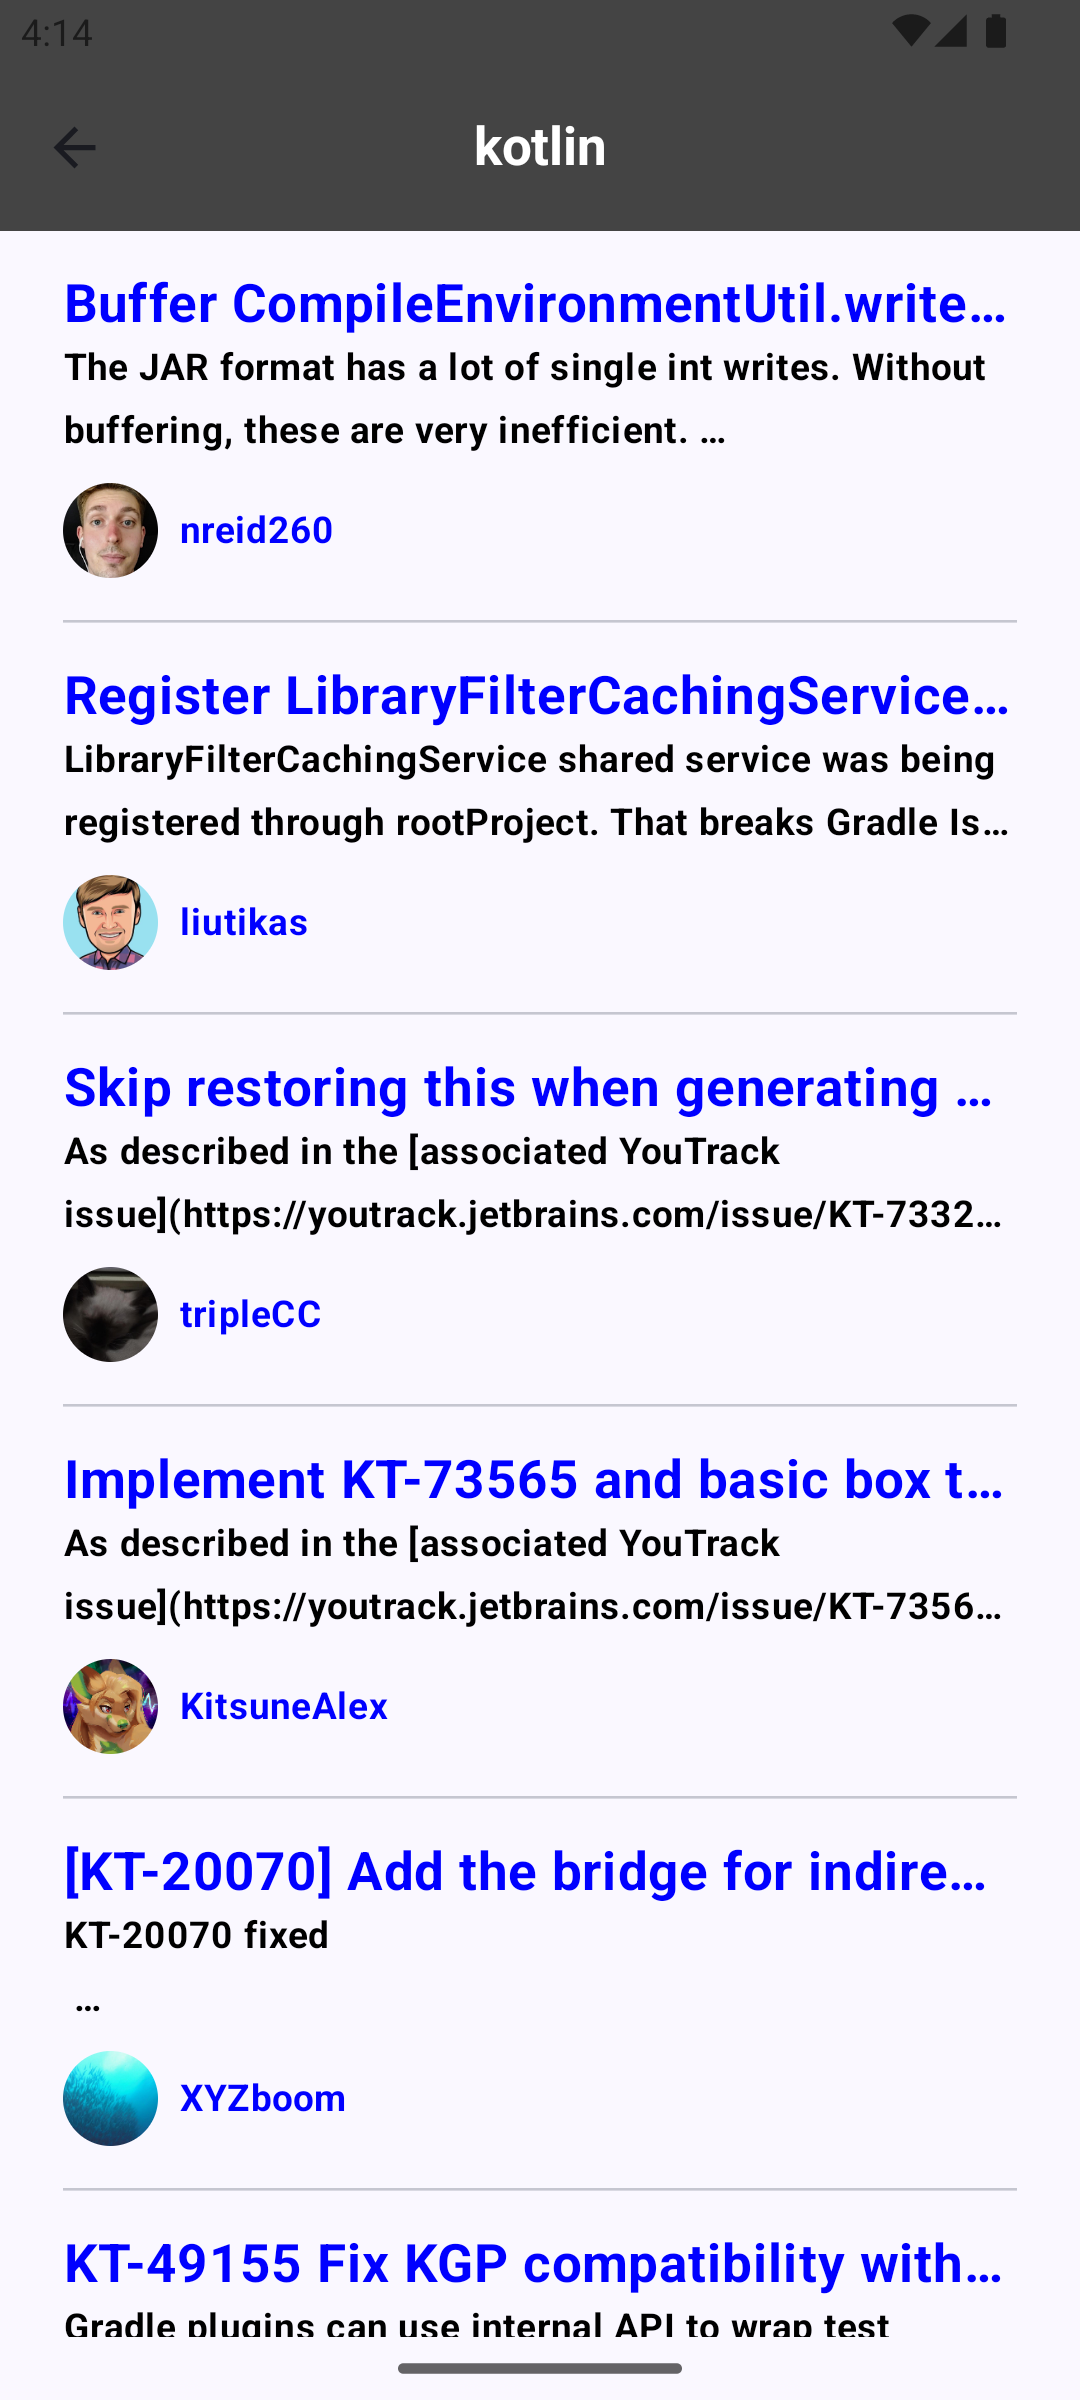 4:14
kotlin
Buffer CompileEnvironmentUtil.write…
The JAR format has a lot of single int writes. Without
buffering, these are very inefficient. …
nreid260
Register LibraryFilterCachingService…
LibraryFilterCachingService shared service was being
registered through rootProject. That breaks Gradle Is…
liutikas
Skip restoring this when generating …
As described in the [associated YouTrack
issue](https://youtrack.jetbrains.com/issue/KT-7332…
tripleCC
Implement KT-73565 and basic box t…
As described in the [associated YouTrack
issue](https://youtrack.jetbrains.com/issue/KT-7356…
KitsuneAlex
[KT-20070] Add the bridge for indire…
KT-20070 fixed
…
XYZboom
KT-49155 Fix KGP compatibility with…
Gradle plugins can use internal API to wrap test